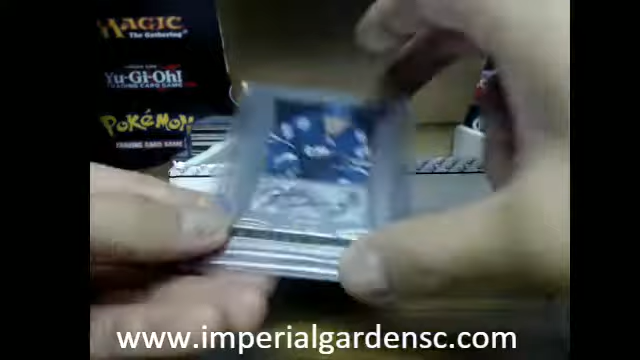 MAGIC
The Gathering
Yu-Gi-Oh!
TRADING CARD GAME
POKéMON
TRADING CARD GAME
www.imperialgardensc.com